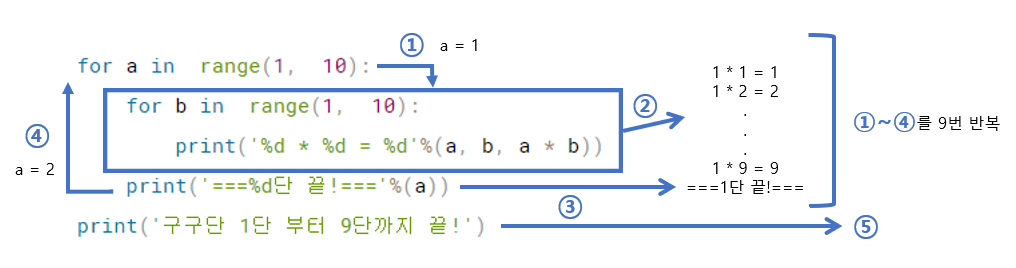 ① a = 1
for a in range(1, 10):
for b in range(1, 10):
print('%d * %d = %d'%(a, b, a * b))
print('===%d단 끝!==='%(a))
print('구구단 1단 부터 9단까지 끝!')
④
a = 2
②
1 * 1 = 1
1 * 2 = 2
.
.
.
1 * 9 = 9
===1단 끝!===
③
①~④를 9번 반복
⑤